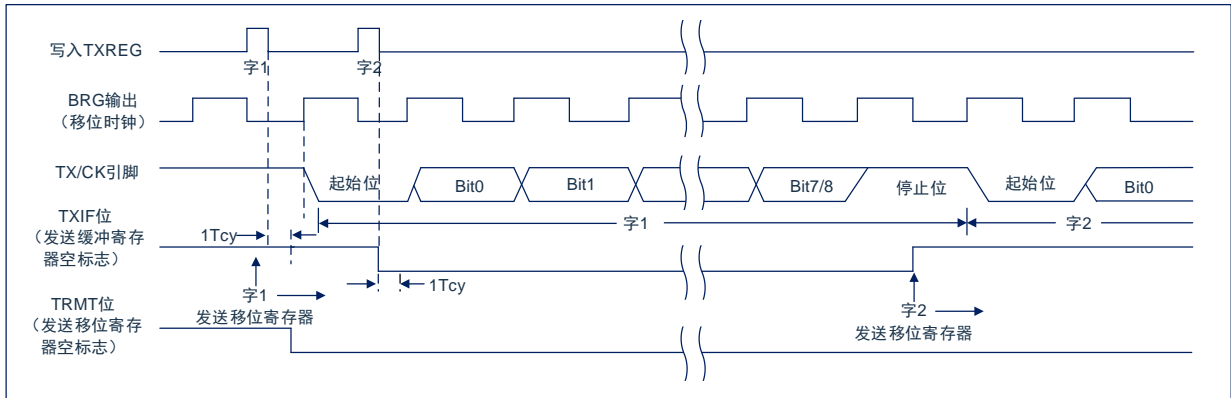 写入TXREG
字1
字2
BRG输出
（移位时钟）
TX/CK引脚
起始位
Bit0
Bit1
Bit7/8
停止位
起始位
Bit0
TXIF位
（发送缓冲寄存
器空标志）
1Tcy
字1
字2
1Tcy
字1
发送移位寄存器
字2
发送移位寄存器
TRMT位
（发送移位寄存
器空标志）